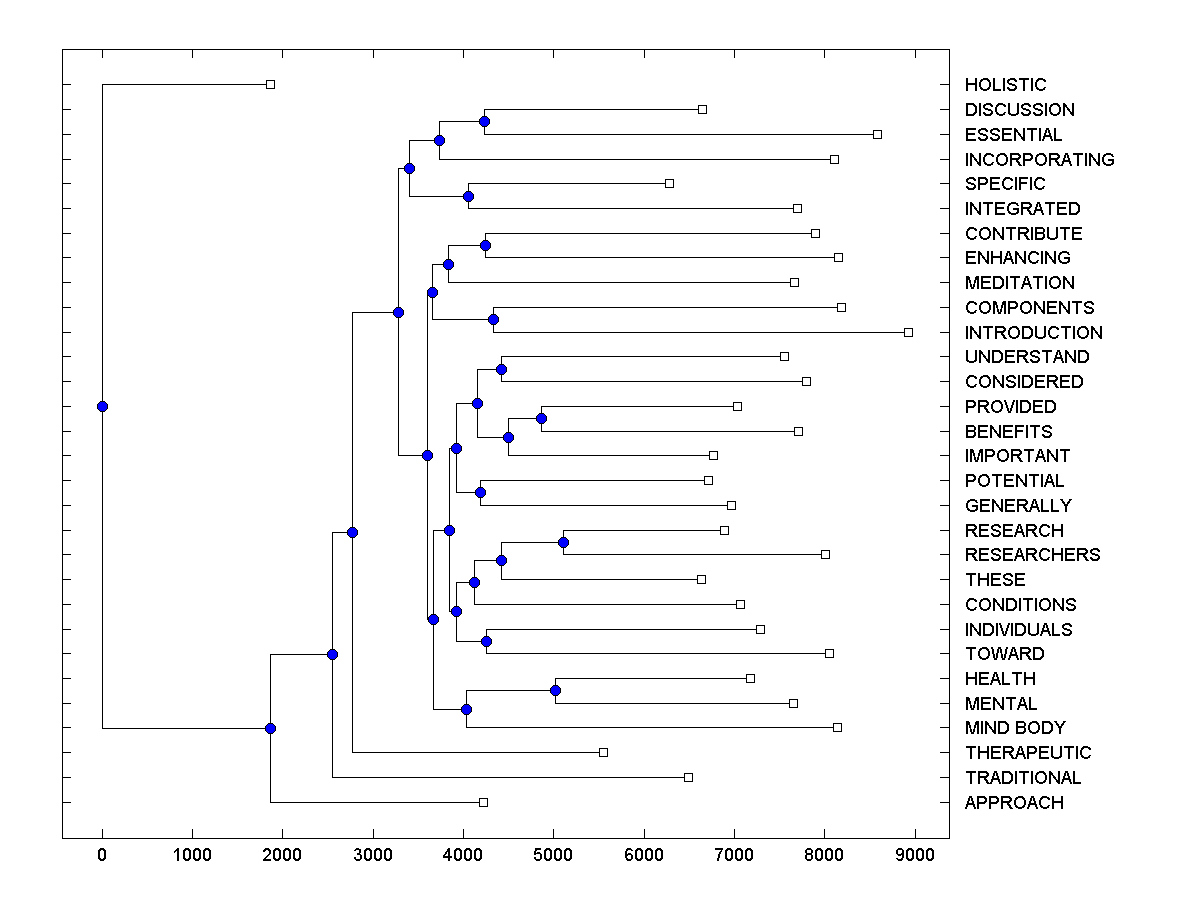 HOLISTIC
DISCUSSION
ESSENTIAL
INCORPORATING
SPECIFIC
INTEGRATED
CONTRIBUTE
ENHANCING
MEDITATION
COMPONENTS
INTRODUCTION
UNDERSTAND
CONSIDERED
PROVIDED
BENEFITS
IMPORTANT
POTENTIAL
GENERALLY
RESEARCH
RESEARCHERS
THESE
CONDITIONS
INDIVIDUALS
TOWARD
HEALTH
MENTAL
MIND BODY
THERAPEUTIC
TRADITIONAL
APPROACH
0 1000 2000 3000 4000 5000 6000 7000 8000 9000